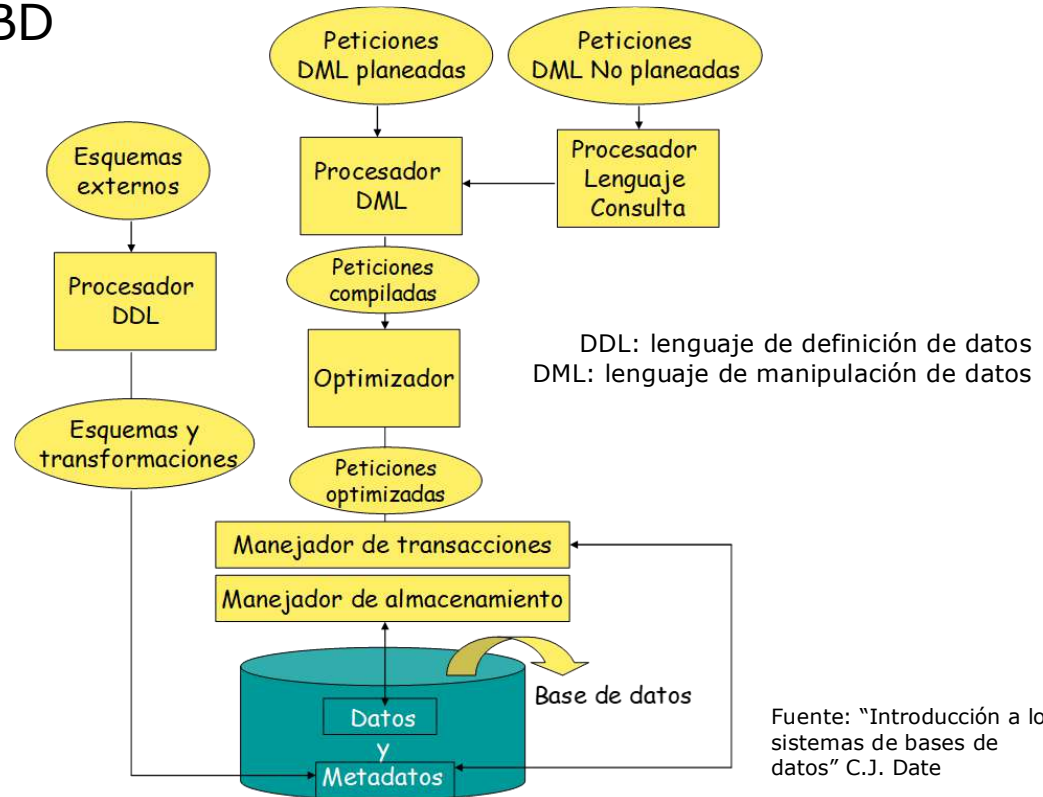 BD
Peticiones
DML planeadas
Peticiones
DML No planeadas
Esquemas
externos
Procesador
DML
Procesador
Lenguaje
Consulta
Procesador
DDL
Peticiones
compiladas
DDL: lenguaje de definición de datos
DML: lenguaje de manipulación de datos
Optimizador
Esquemas y
transformaciones
Peticiones
optimizadas
Manejador de transacciones
Manejador de almacenamiento
Base de datos
Datos
y
Metadatos
Fuente: “Introducción a lo
sistemas de bases de
datos” C.J. Date